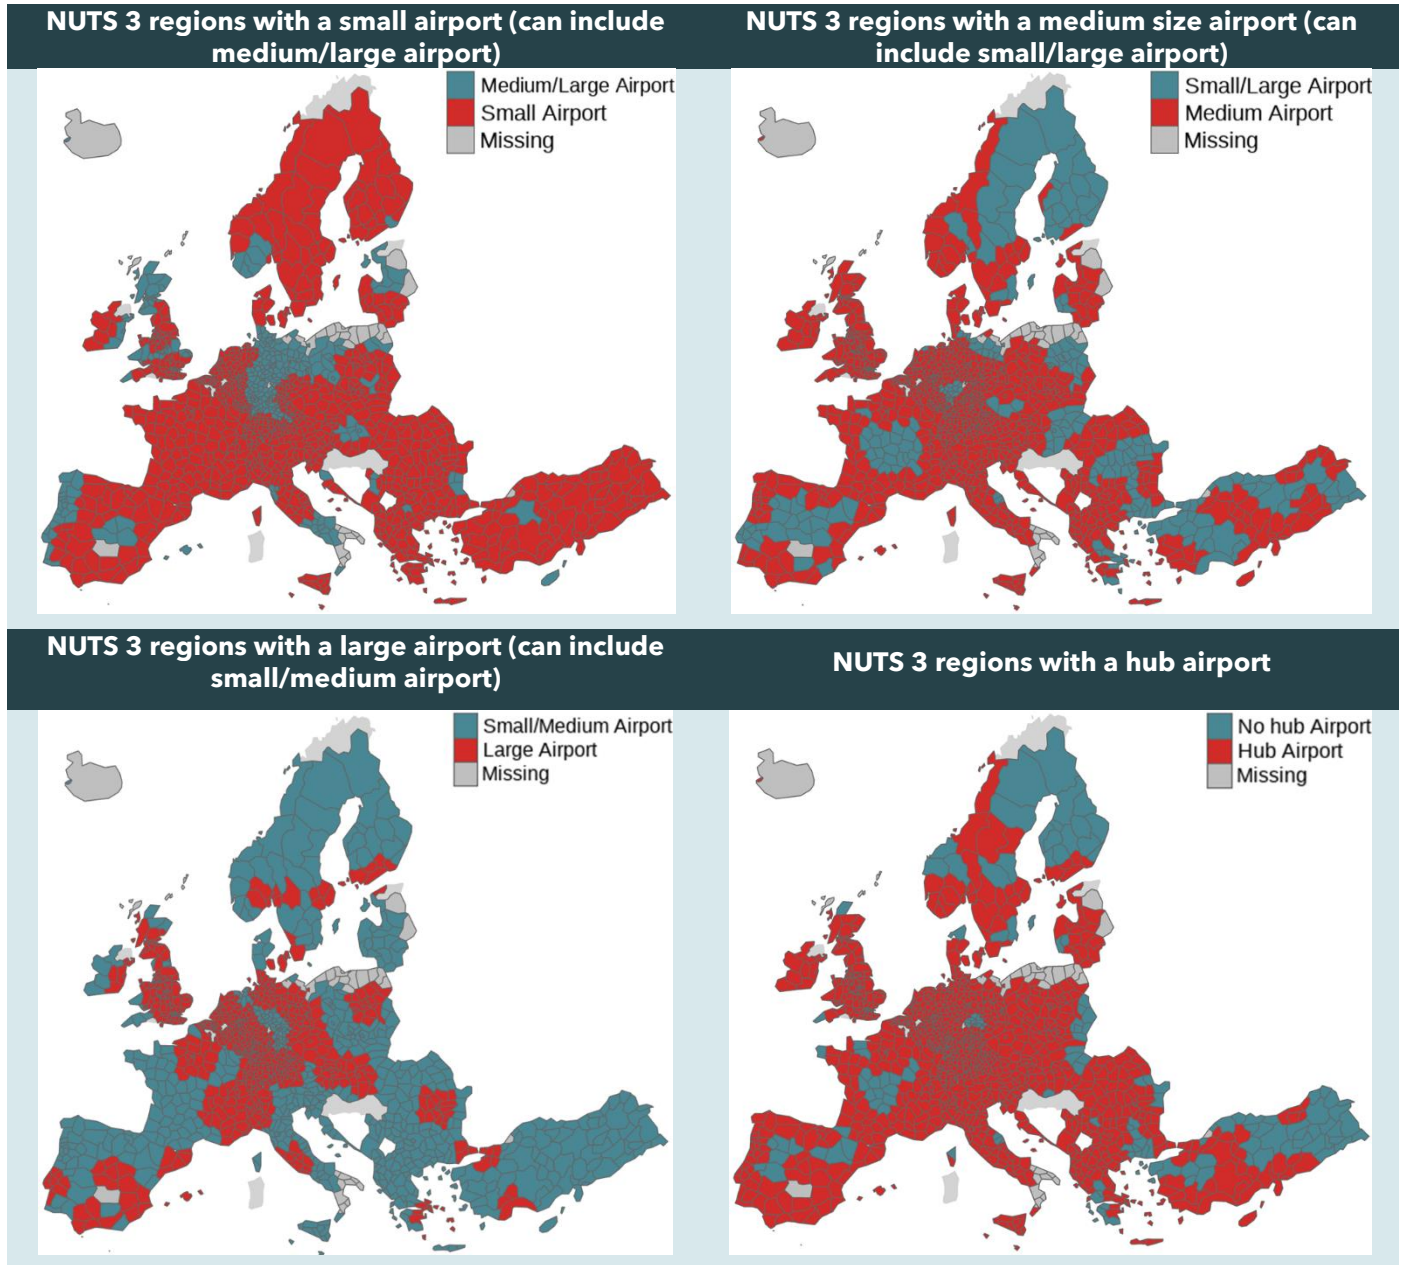 NUTS 3 regions with a small airport (can include
medium/large airport)
Medium/Large Airport
Small Airport
Missing
NUTS 3 regions with a medium size airport (can
include small/large airport)
Small/Large Airport
Medium Airport
Missing
NUTS 3 regions with a large airport (can include
small/medium airport)
Small/Medium Airport
Large Airport
Missing
NUTS 3 regions with a hub airport
No hub Airport
Hub Airport
Missing